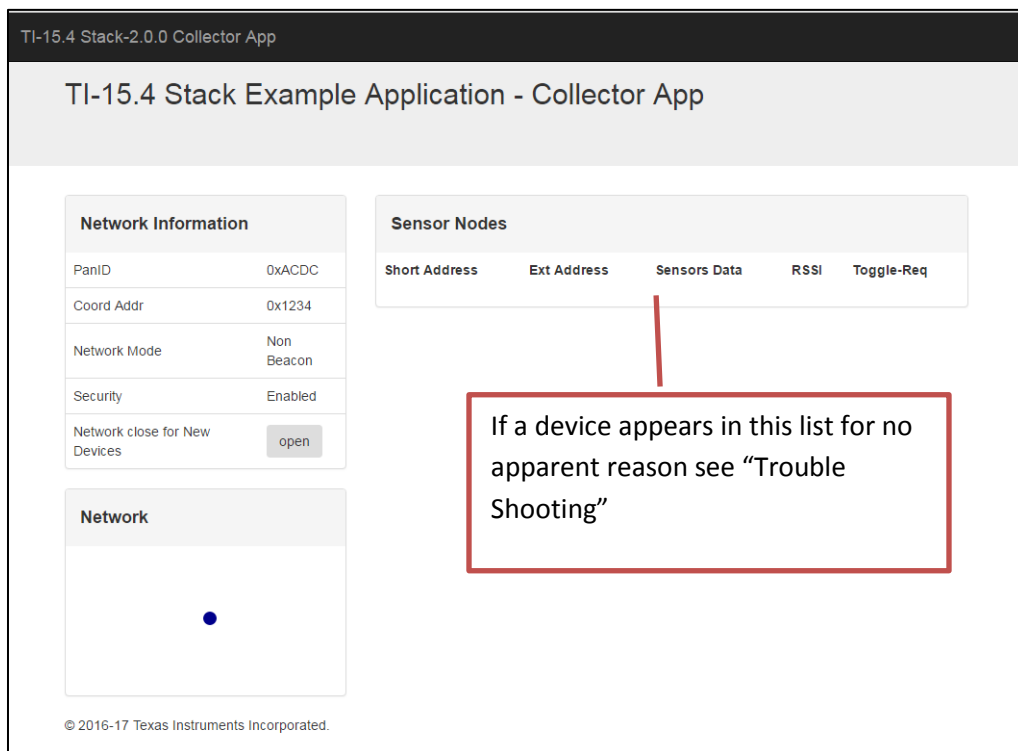 TI-15.4 Stack-2.0.0 Collector App
TI-15.4 Stack Example Application - Collector App
Network Information
PanID 0xACDC
Coord Addr 0x1234
Network Mode Non
Beacon
Security Enabled
Network close for New
Devices open
Network
Sensor Nodes
Short Address Ext Address Sensors Data RSSI Toggle-Req
If a device appears in this list for no
apparent reason see “Trouble
Shooting”
© 2016-17 Texas Instruments Incorporated.